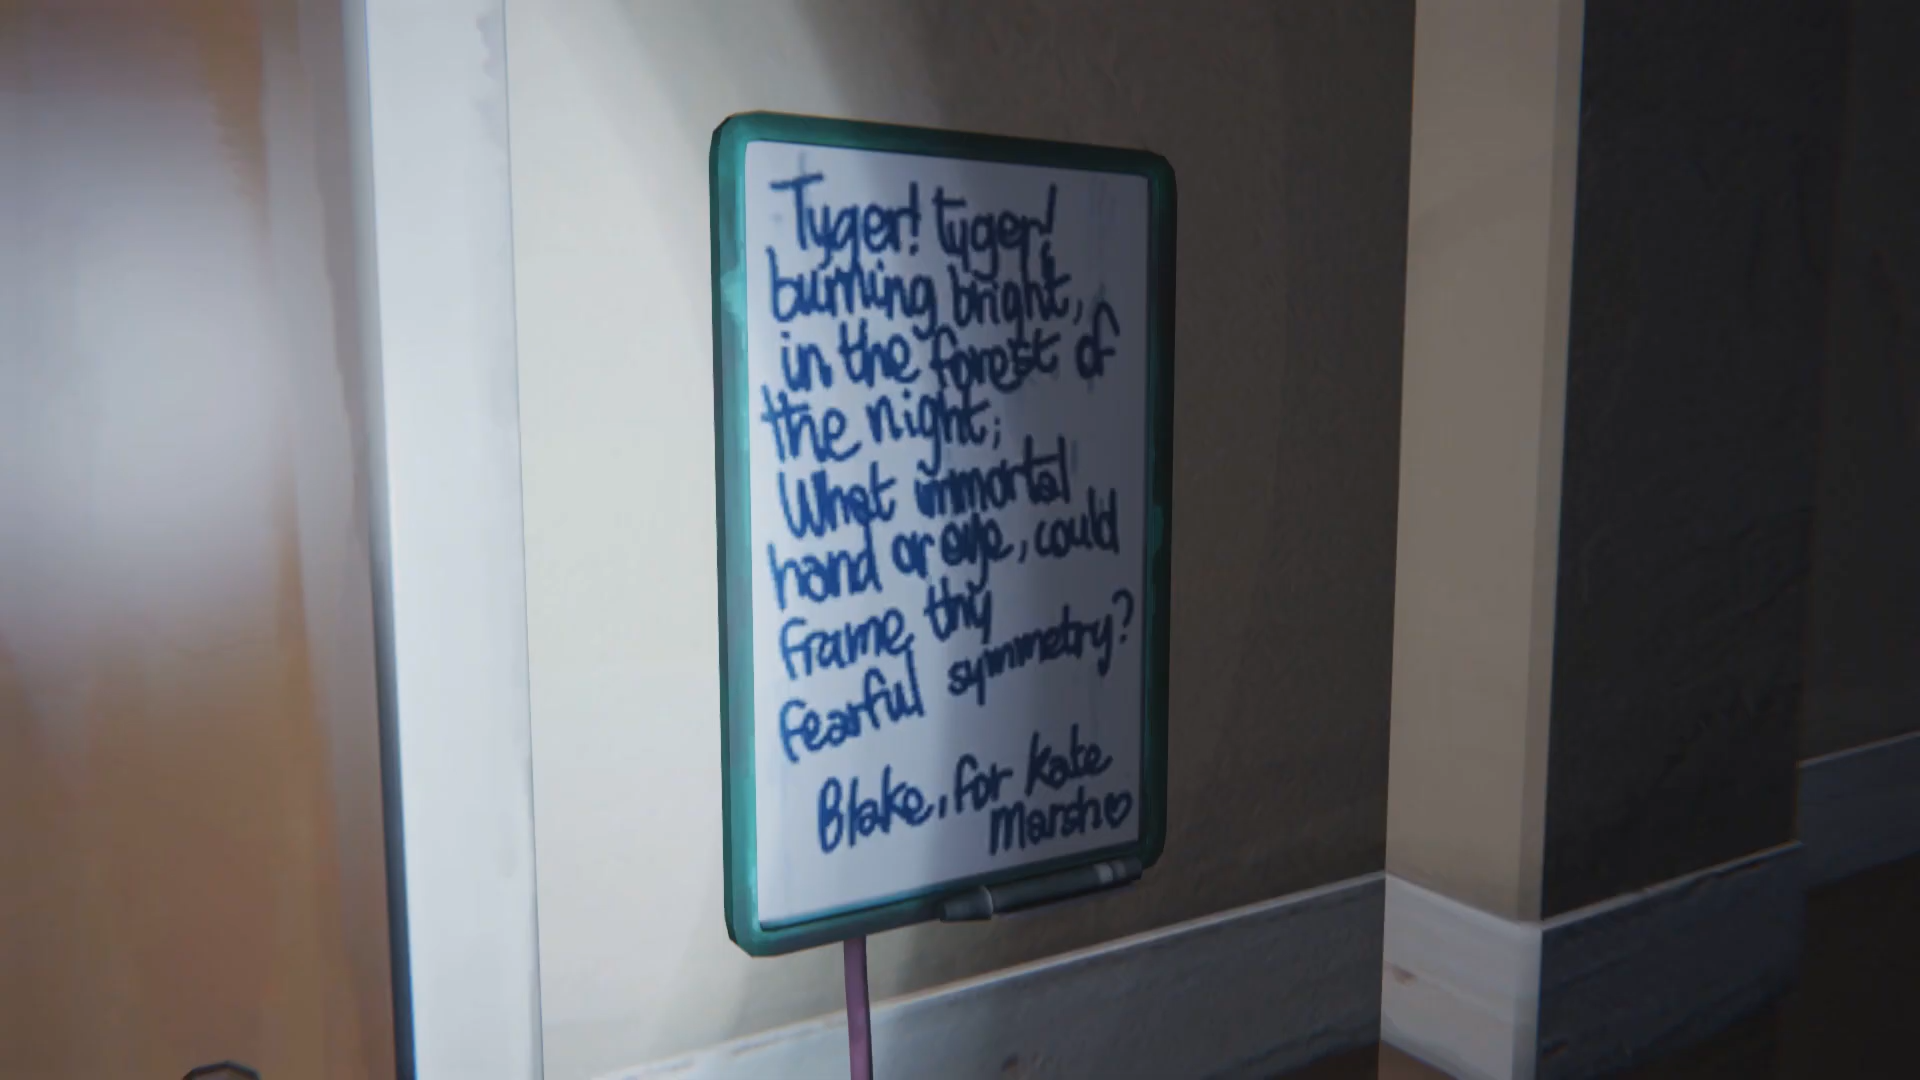 Tyger! tyger!
burning bright,
in the forest of
the night;
What immortal
hand or eye, could
frame thy
fearful symmetry?
Blake, for Kate
Marsh♡